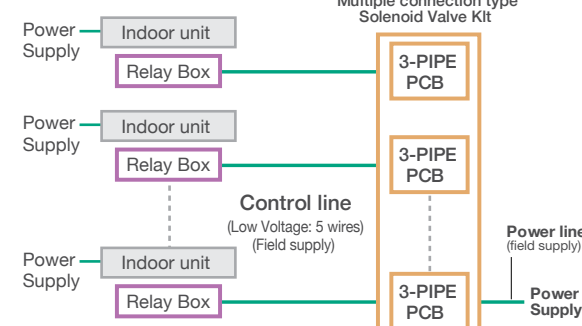 Multiple connection type
Solenoid Valve KIt
Power
Supply
Indoor unit
Relay Box
3-PIPE
PCB
Power
Supply
Indoor unit
Relay Box
3-PIPE
PCB
Control line
(Low Voltage: 5 wires)
(Field supply)
Power line
(field supply)
Power
Supply
Indoor unit
Relay Box
3-PIPE
PCB
Power
Supply